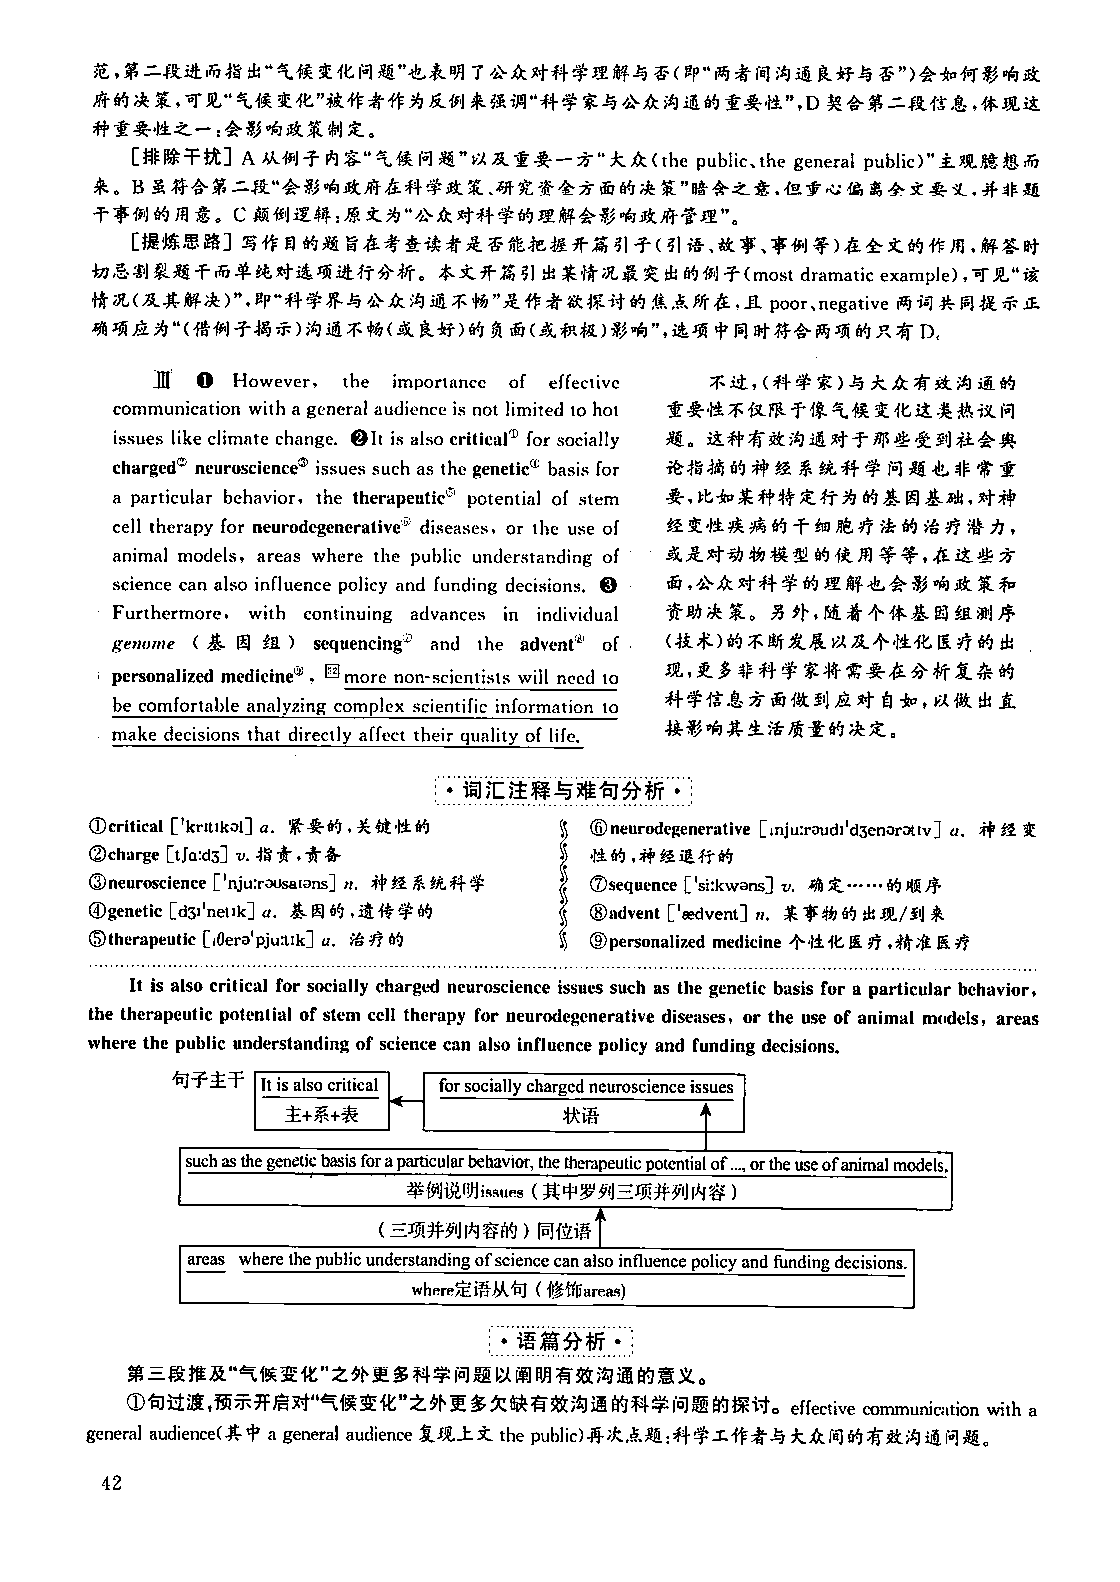 范,第二段进而指出“气候变化问题”也表明了公众对科学理解与否(即“两者间沟通良好与否”)会如何影响政
府的决策,可见“气候变化”被作者作为反例来强调“科学家与公众沟通的重要性”,D 契合第二段信息,体现这
种重要性之一:会影响政策制定。
[排除干扰] A 从例子内容“气候问题”以及重要一方“大众(the public、the general public)”主观臆想而
来。B 虽符合第二段“会影响政府在科学政策、研究资金方面的决策”暗含之意,但重心偏离全文要义,并非题
干事例的用意。C 颠倒逻辑:原文为“公众对科学的理解会影响政府管理”。
[提炼思路] 写作目的题旨在考查读者是否能把握开篇引子(引语、故事、事例等)在全文的作用,解答时
切忌割裂题干而单纯对选项进行分析。本文开篇引出某情况最突出的例子(most dramatic example),可见“该
情况(及其解决)”,即“科学界与公众沟通不畅”是作者欲探讨的焦点所在,且 poor、negative 两词共同提示正
确项应为“(借例子揭示)沟通不畅(或良好)的负面(或积极)影响”,选项中同时符合两项的只有 D。
Ⅲ ❶ However, the importance of effective
communication with a general audience is not limited to hot
issues like climate change. ❷It is also critical① for socially
charged② neuroscience③ issues such as the genetic④ basis for
a particular behavior, the therapeutic⑤ potential of stem
cell therapy for neurodegenerative⑥ diseases, or the use of
animal models, areas where the public understanding of
science can also influence policy and funding decisions. ❸
Furthermore, with continuing advances in individual
genome (基因组) sequencing⑦ and the advent⑧ of
personalized medicine⑨, 32 more non-scientists will need to
be comfortable analyzing complex scientific information to
make decisions that directly affect their quality of life.
不过,(科学家)与大众有效沟通的
重要性不仅限于像气候变化这类热议问
题。这种有效沟通对于那些受到社会舆
论指摘的神经系统科学问题也非常重
要,比如某种特定行为的基因基础,对神
经变性疾病的干细胞疗法的治疗潜力,
或是对动物模型的使用等等,在这些方
面,公众对科学的理解也会影响政策和
资助决策。另外,随着个体基因组测序
(技术)的不断发展以及个性化医疗的出
现,更多非科学家将需要在分析复杂的
科学信息方面做到应对自如,以做出直
接影响其生活质量的决定。
·词汇注释与难句分析·
①critical [ˈkrɪtɪkəl] a. 紧要的,关键性的
②charge [tʃɑːdʒ] v. 指责,责备
③neuroscience [ˈnjuːrəʊsaɪəns] n. 神经系统科学
④genetic [dʒɪˈnetɪk] a. 基因的,遗传学的
⑤therapeutic [ˌθerəˈpjuːtɪk] a. 治疗的
⑥neurodegenerative [ˌnjuːrəʊdɪˈdʒenərətɪv] a. 神经变
性的,神经退行的
⑦sequence [ˈsiːkwəns] v. 确定……的顺序
⑧advent [ˈædvent] n. 某事物的出现/到来
⑨personalized medicine 个性化医疗,精准医疗
It is also critical for socially charged neuroscience issues such as the genetic basis for a particular behavior,
the therapeutic potential of stem cell therapy for neurodegenerative diseases, or the use of animal models, areas
where the public understanding of science can also influence policy and funding decisions.
句子主干 It is also critical for socially charged neuroscience issues
主+系+表 状语
such as the genetic basis for a particular behavior, the therapeutic potential of ..., or the use of animal models,
举例说明issues(其中罗列三项并列内容)
(三项并列内容的)同位语
areas where the public understanding of science can also influence policy and funding decisions.
where定语从句(修饰areas)
·语篇分析·
第三段推及“气候变化”之外更多科学问题以阐明有效沟通的意义。
①句过渡,预示开启对“气候变化”之外更多欠缺有效沟通的科学问题的探讨。effective communication with a
general audience(其中 a general audience 复现上文 the public)再次点题:科学工作者与大众间的有效沟通问题。
42